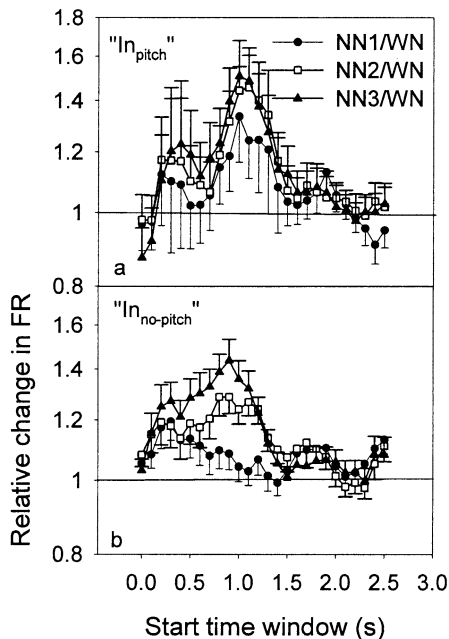 1.8
"In_pitch"
NN1/WN
1.6
NN2/WN
1.4
NN3/WN
1.2
1
a
0.8
"In_no-pitch"
1.6
1.4
1.2
1
b
0.8
Relative change in FR
0.0 0.5 1.0 1.5 2.0 2.5 3.0
Start time window (s)